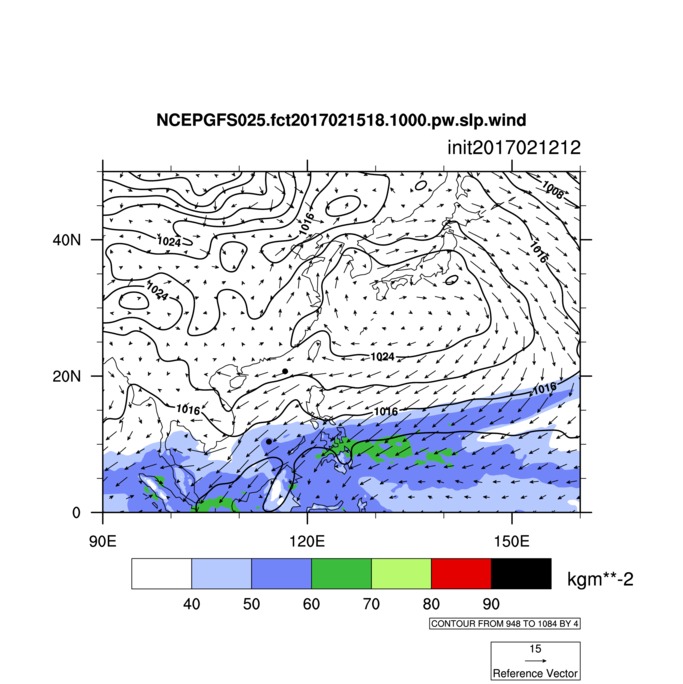 NCEPGFS025.fct2017021518.1000.pw.slp.wind
init2017021212
1008
1016
1024
40N
1016
1024
1024
20N
1016
1016
1016
0
90E 120E 150E
kgm**-2
40 50 60 70 80 90
CONTOUR FROM 948 TO 1084 BY 4
15
Reference Vector